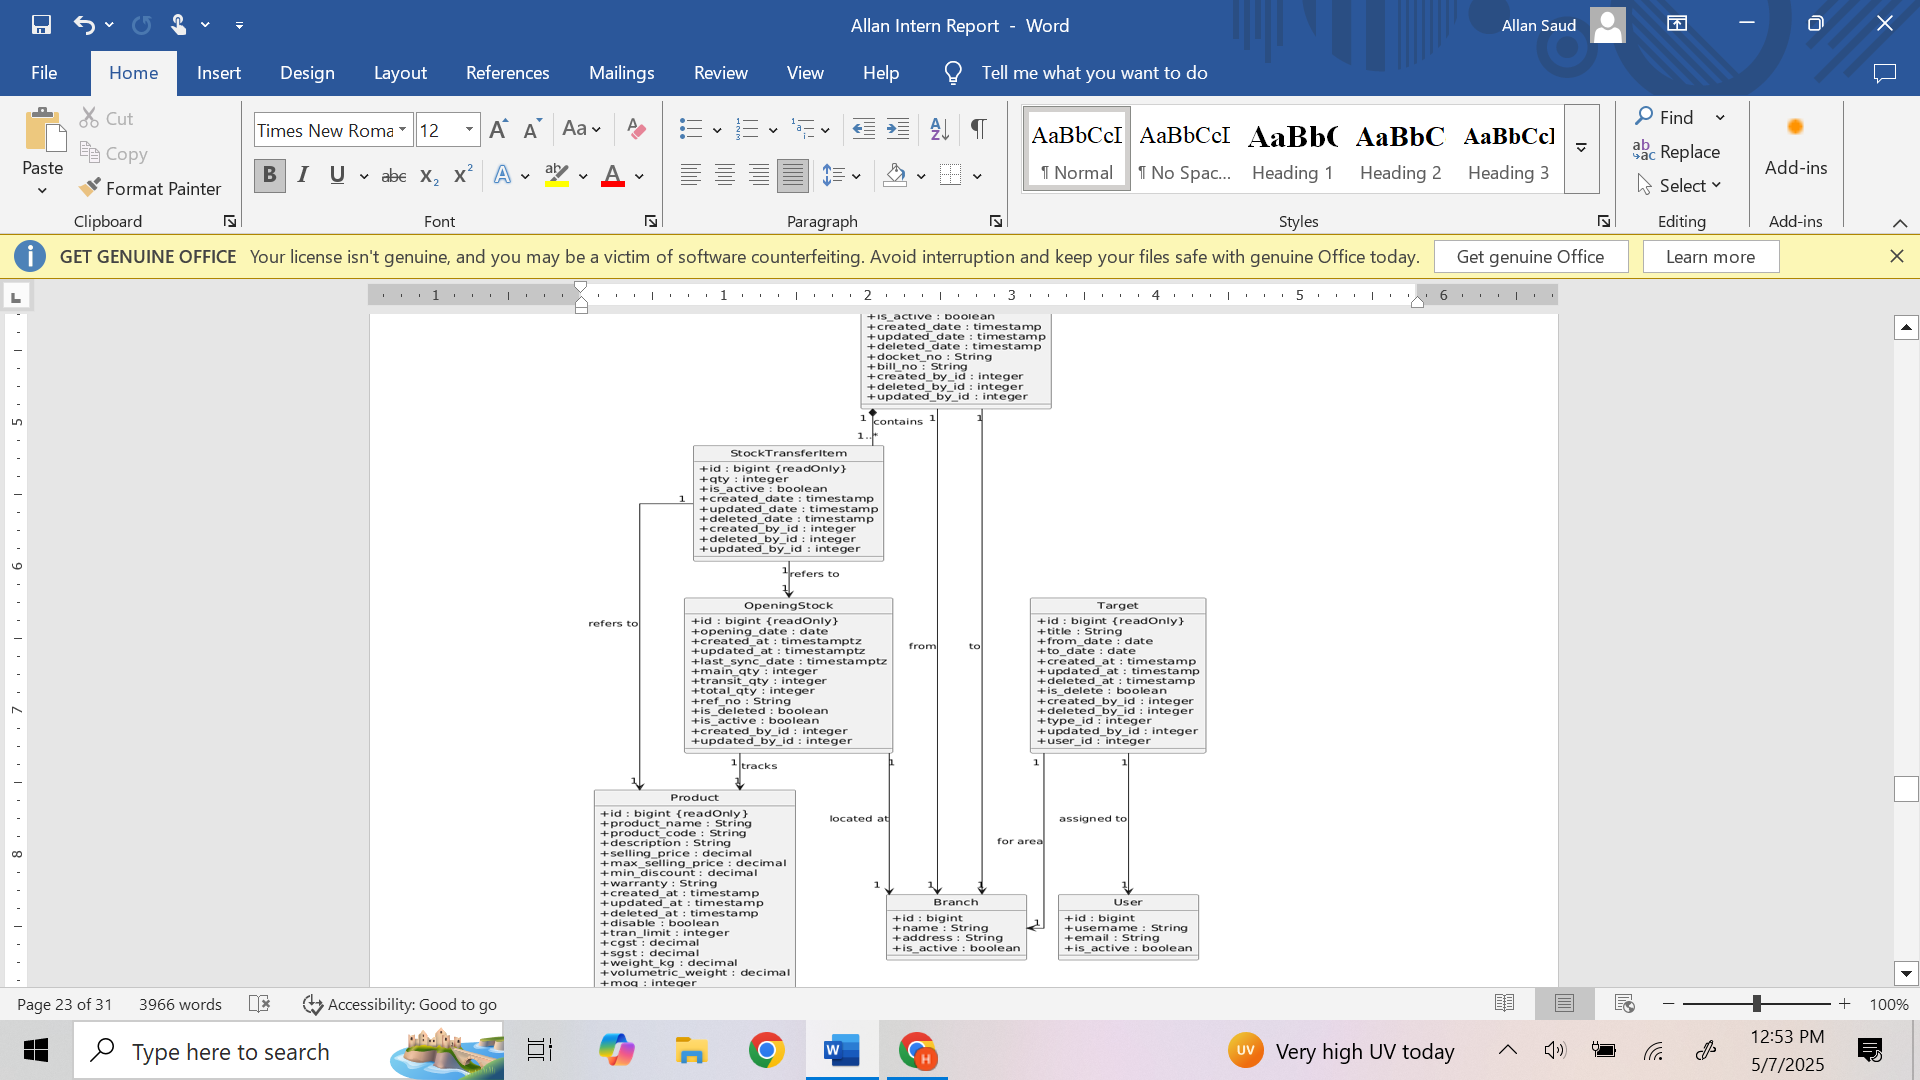 Allan Intern Report - Word
Allan Saud
File Home Insert Design Layout References Mailings Review View Help Tell me what you want to do
Paste
Cut
Copy
Format Painter
Clipboard
Times New Roma 12
Font
Paragraph
AaBbCcI AaBbCcI AaBb( AaBbC AaBbCcI
¶ Normal ¶ No Spac... Heading 1 Heading 2 Heading 3
Styles
Find
Replace
Select
Editing
Add-ins
Add-ins
GET GENUINE OFFICE Your license isn't genuine, and you may be a victim of software counterfeiting. Avoid interruption and keep your files safe with genuine Office today. Get genuine Office Learn more
1 1 2 3 4 5 6
5
6
7
8
+is_active : boolean
+created_date : timestamp
+updated_date : timestamp
+deleted_date : timestamp
+docket_no : String
+bill_no : String
+created_by_id : integer
+deleted_by_id : integer
+updated_by_id : integer
1 contains 1 1
1..*
StockTransferItem
+id : bigint {readOnly}
+qty : integer
+is_active : boolean
+created_date : timestamp
+updated_date : timestamp
+deleted_date : timestamp
+created_by_id : integer
+deleted_by_id : integer
+updated_by_id : integer
1
1 refers to
1
refers to
OpeningStock
+id : bigint {readOnly}
+opening_date : date
+created_at : timestamptz
+updated_at : timestamptz
+last_sync_date : timestamptz
+main_qty : integer
+transit_qty : integer
+total_qty : integer
+ref_no : String
+is_deleted : boolean
+is_active : boolean
+created_by_id : integer
+updated_by_id : integer
from to
Target
+id : bigint {readOnly}
+title : String
+from_date : date
+to_date : date
+created_at : timestamp
+updated_at : timestamp
+deleted_at : timestamp
+is_delete : boolean
+created_by_id : integer
+deleted_by_id : integer
+type_id : integer
+updated_by_id : integer
+user_id : integer
1 tracks 1 1 1
1 1
located at assigned to
for area
Product
+id : bigint {readOnly}
+product_name : String
+product_code : String
+description : String
+selling_price : decimal
+max_selling_price : decimal
+min_discount : decimal
+warranty : String
+created_at : timestamp
+updated_at : timestamp
+deleted_at : timestamp
+disable : boolean
+tran_limit : integer
+cgst : decimal
+sgst : decimal
+weight_kg : decimal
+volumetric_weight : decimal
+moq : integer
1 1 1 1
Branch
+id : bigint
+name : String
+address : String
+is_active : boolean
1
User
+id : bigint
+username : String
+email : String
+is_active : boolean
Page 23 of 31 3966 words Accessibility: Good to go 100%
Type here to search
Very high UV today
12:53 PM
5/7/2025